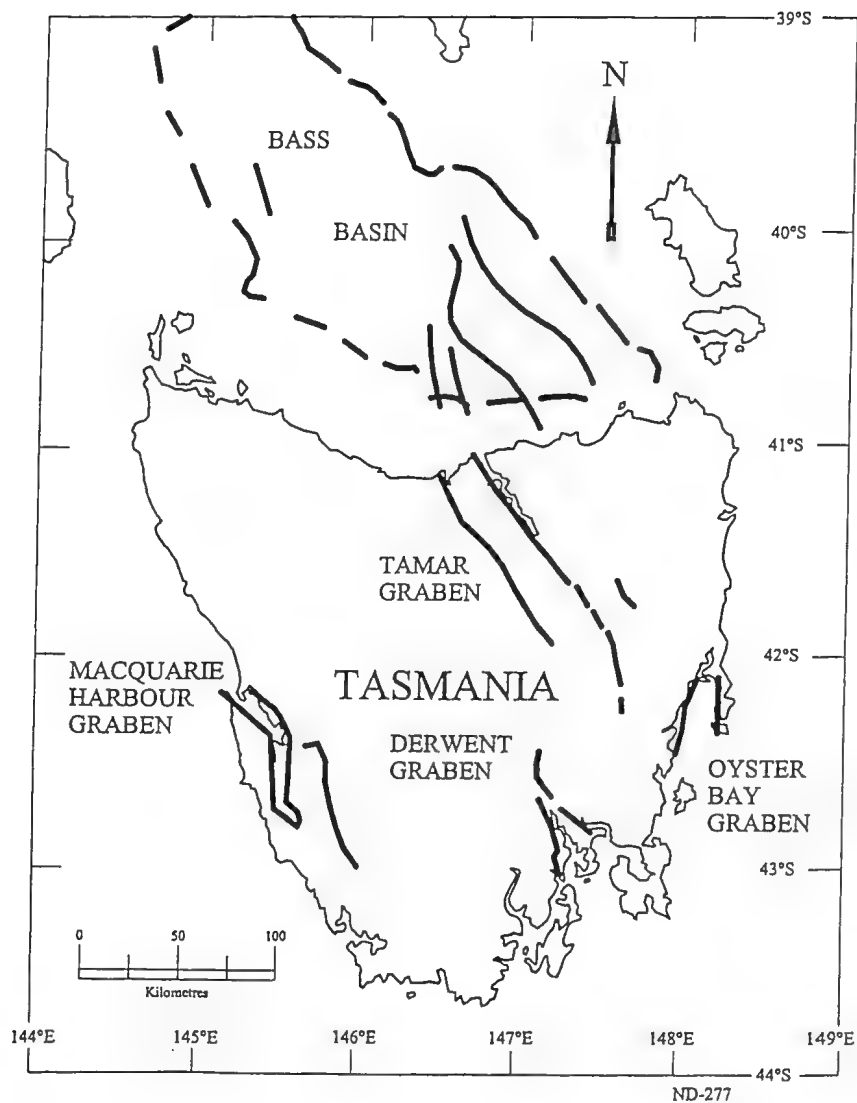 39°S
N
BASS
BASIN
40°S
41°S
TAMAR
GRABEN
42°S
MACQUARIE
HARBOUR
GRABEN
TASMANIA
DERWENT
GRABEN
OYSTER
BAY
GRABEN
43°S
0 50 100
Kilometres
144°E 145°E 146°E 147°E 148°E 149°E
44°S
ND-277